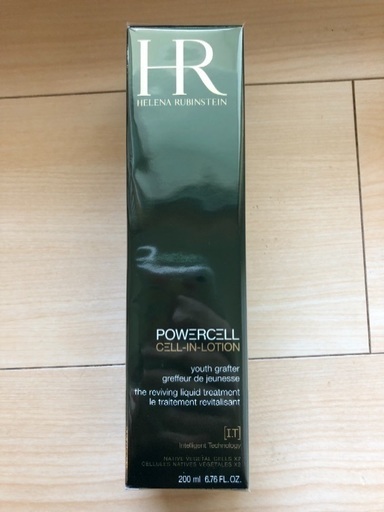 HR
HELENA RUBINSTEIN
POWERCELL
CELL-IN-LOTION
youth grafter
greffeur de jeunesse
the reviving liquid treatment
le traitement revitalisant
[I.T]
Intelligent Technology
NATIVE VEGETAL CELLS X2
CELLULES NATIVES VÉGÉTALES X2
200 ml 6.76 FL. OZ.